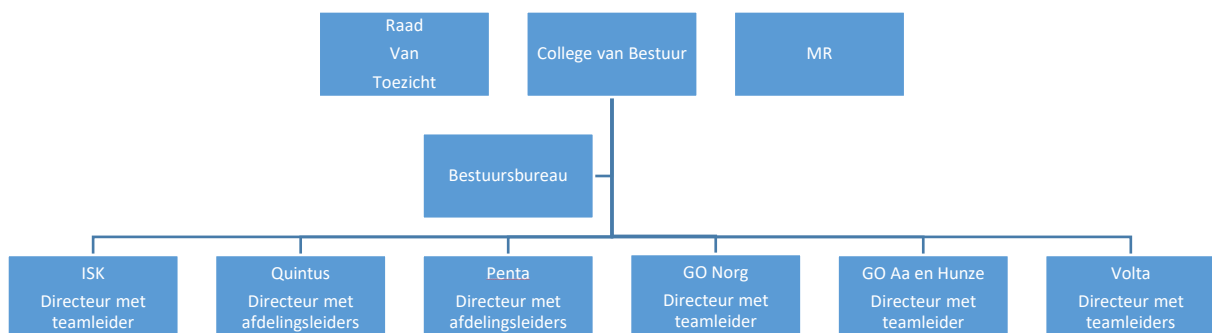 Raad
Van
Toezicht
College van Bestuur
MR
Bestuursbureau
ISK
Directeur met
teamleider
Quintus
Directeur met
afdelingsleiders
Penta
Directeur met
afdelingsleiders
GO Norg
Directeur met
teamleider
GO Aa en Hunze
Directeur met
teamleider
Volta
Directeur met
teamleiders